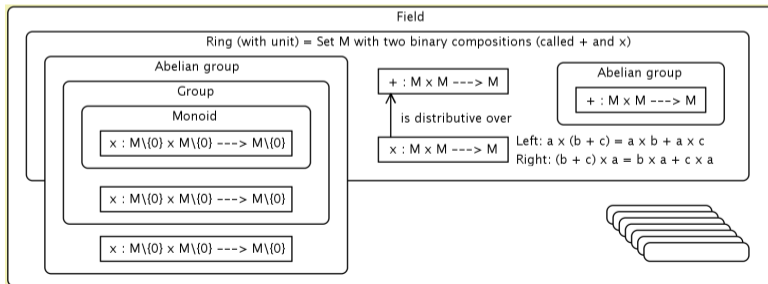 Field
Ring (with unit) = Set M with two binary compositions (called + and x)
Abelian group
Group
Monoid
x : M\{0} x M\{0} ---> M\{0}
x : M\{0} x M\{0} ---> M\{0}
x : M\{0} x M\{0} ---> M\{0}
+ : M x M ---> M
is distributive over
x : M x M ---> M
Left: a x (b + c) = a x b + a x c
Right: (b + c) x a = b x a + c x a
Abelian group
+ : M x M ---> M